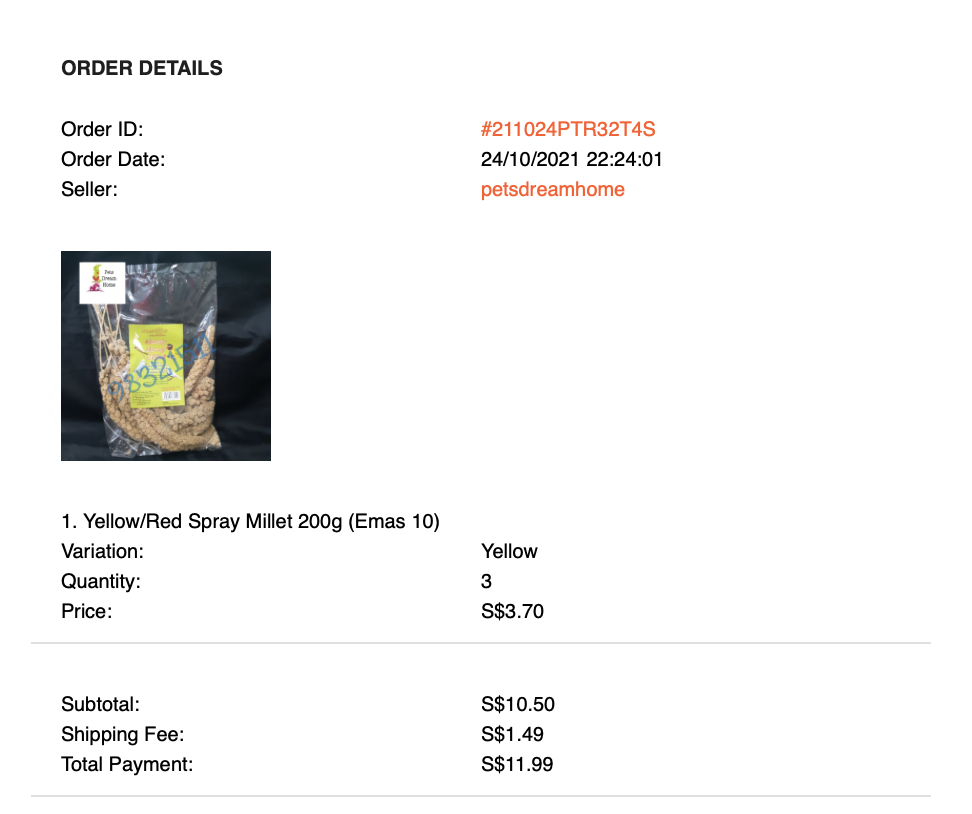 ORDER DETAILS
Order ID: #211024PTR32T4S
Order Date: 24/10/2021 22:24:01
Seller: petsdreamhome
Pets
Dream
Home
1. Yellow/Red Spray Millet 200g (Emas 10)
Variation: Yellow
Quantity: 3
Price: S$3.70
Subtotal: S$10.50
Shipping Fee: S$1.49
Total Payment: S$11.99